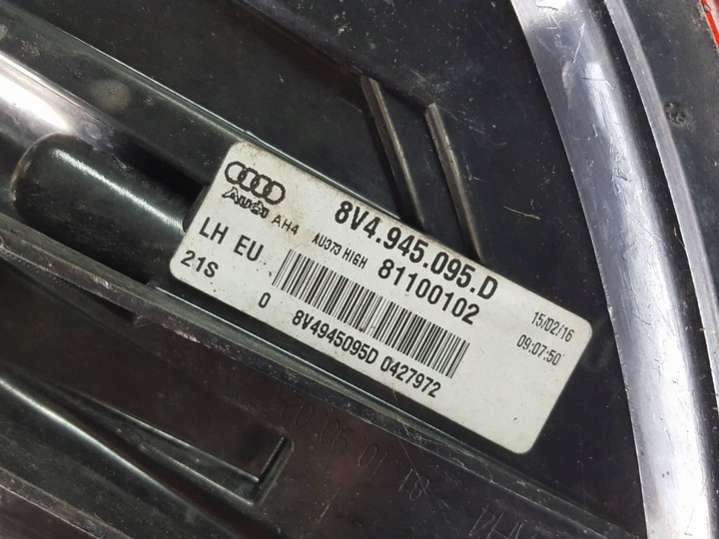 Audi AH4
8V4.945.095.D
LH EU AU373 HIGH 81100102
21S
15/02/16
09:07:50
0 8V4945095D 0427972